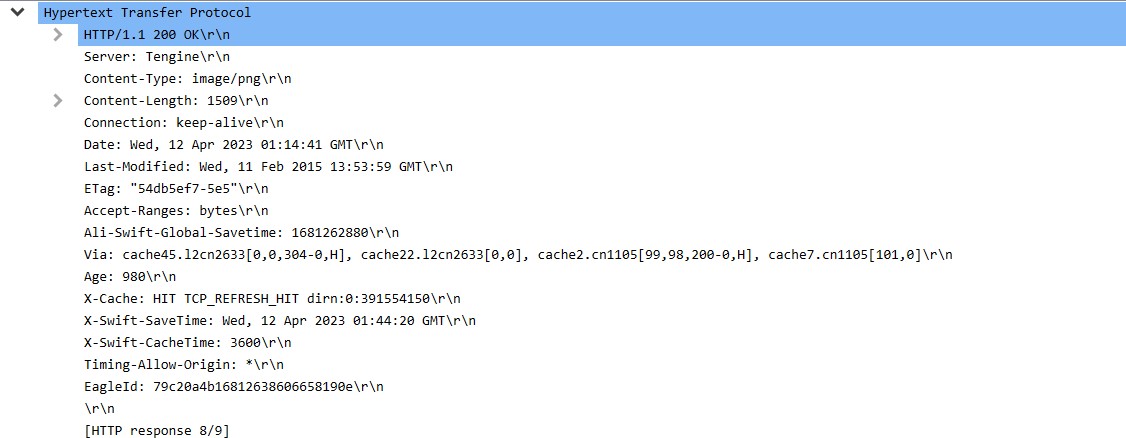 Hypertext Transfer Protocol
HTTP/1.1 200 OK\r\n
Server: Tengine\r\n
Content-Type: image/png\r\n
Content-Length: 1509\r\n
Connection: keep-alive\r\n
Date: Wed, 12 Apr 2023 01:14:41 GMT\r\n
Last-Modified: Wed, 11 Feb 2015 13:53:59 GMT\r\n
ETag: "54db5ef7-5e5"\r\n
Accept-Ranges: bytes\r\n
Ali-Swift-Global-Savetime: 1681262880\r\n
Via: cache45.l2cn2633[0,0,304-0,H], cache22.l2cn2633[0,0], cache2.cn1105[99,98,200-0,H], cache7.cn1105[101,0]\r\n
Age: 980\r\n
X-Cache: HIT TCP_REFRESH_HIT dirn:0:391554150\r\n
X-Swift-SaveTime: Wed, 12 Apr 2023 01:44:20 GMT\r\n
X-Swift-CacheTime: 3600\r\n
Timing-Allow-Origin: *\r\n
EagleId: 79c20a4b16812638606658190e\r\n
\r\n
[HTTP response 8/9]